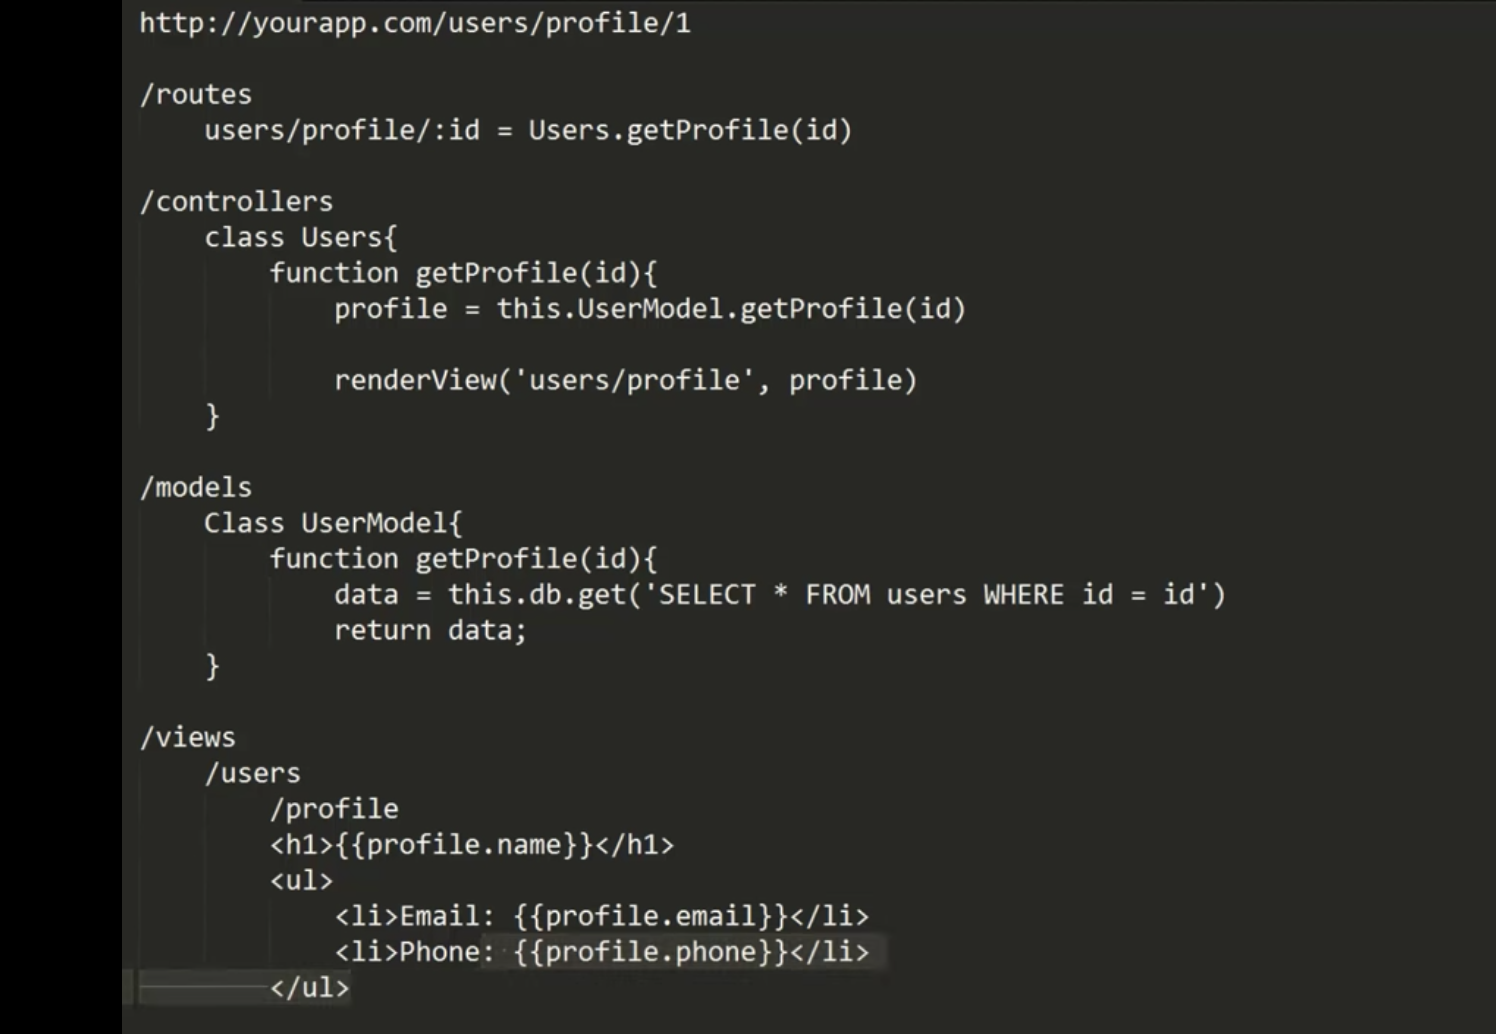 http://yourapp.com/users/profile/1
/routes
users/profile/:id = Users.getProfile(id)
/controllers
class Users{
function getProfile(id){
profile = this.UserModel.getProfile(id)
renderView('users/profile', profile)
}
/models
Class UserModel{
function getProfile(id){
data = this.db.get('SELECT * FROM users WHERE id = id')
return data;
}
/views
/users
/profile
<h1>{{profile.name}}</h1>
<ul>
<li>Email: {{profile.email}}</li>
<li>Phone: {{profile.phone}}</li>
</ul>